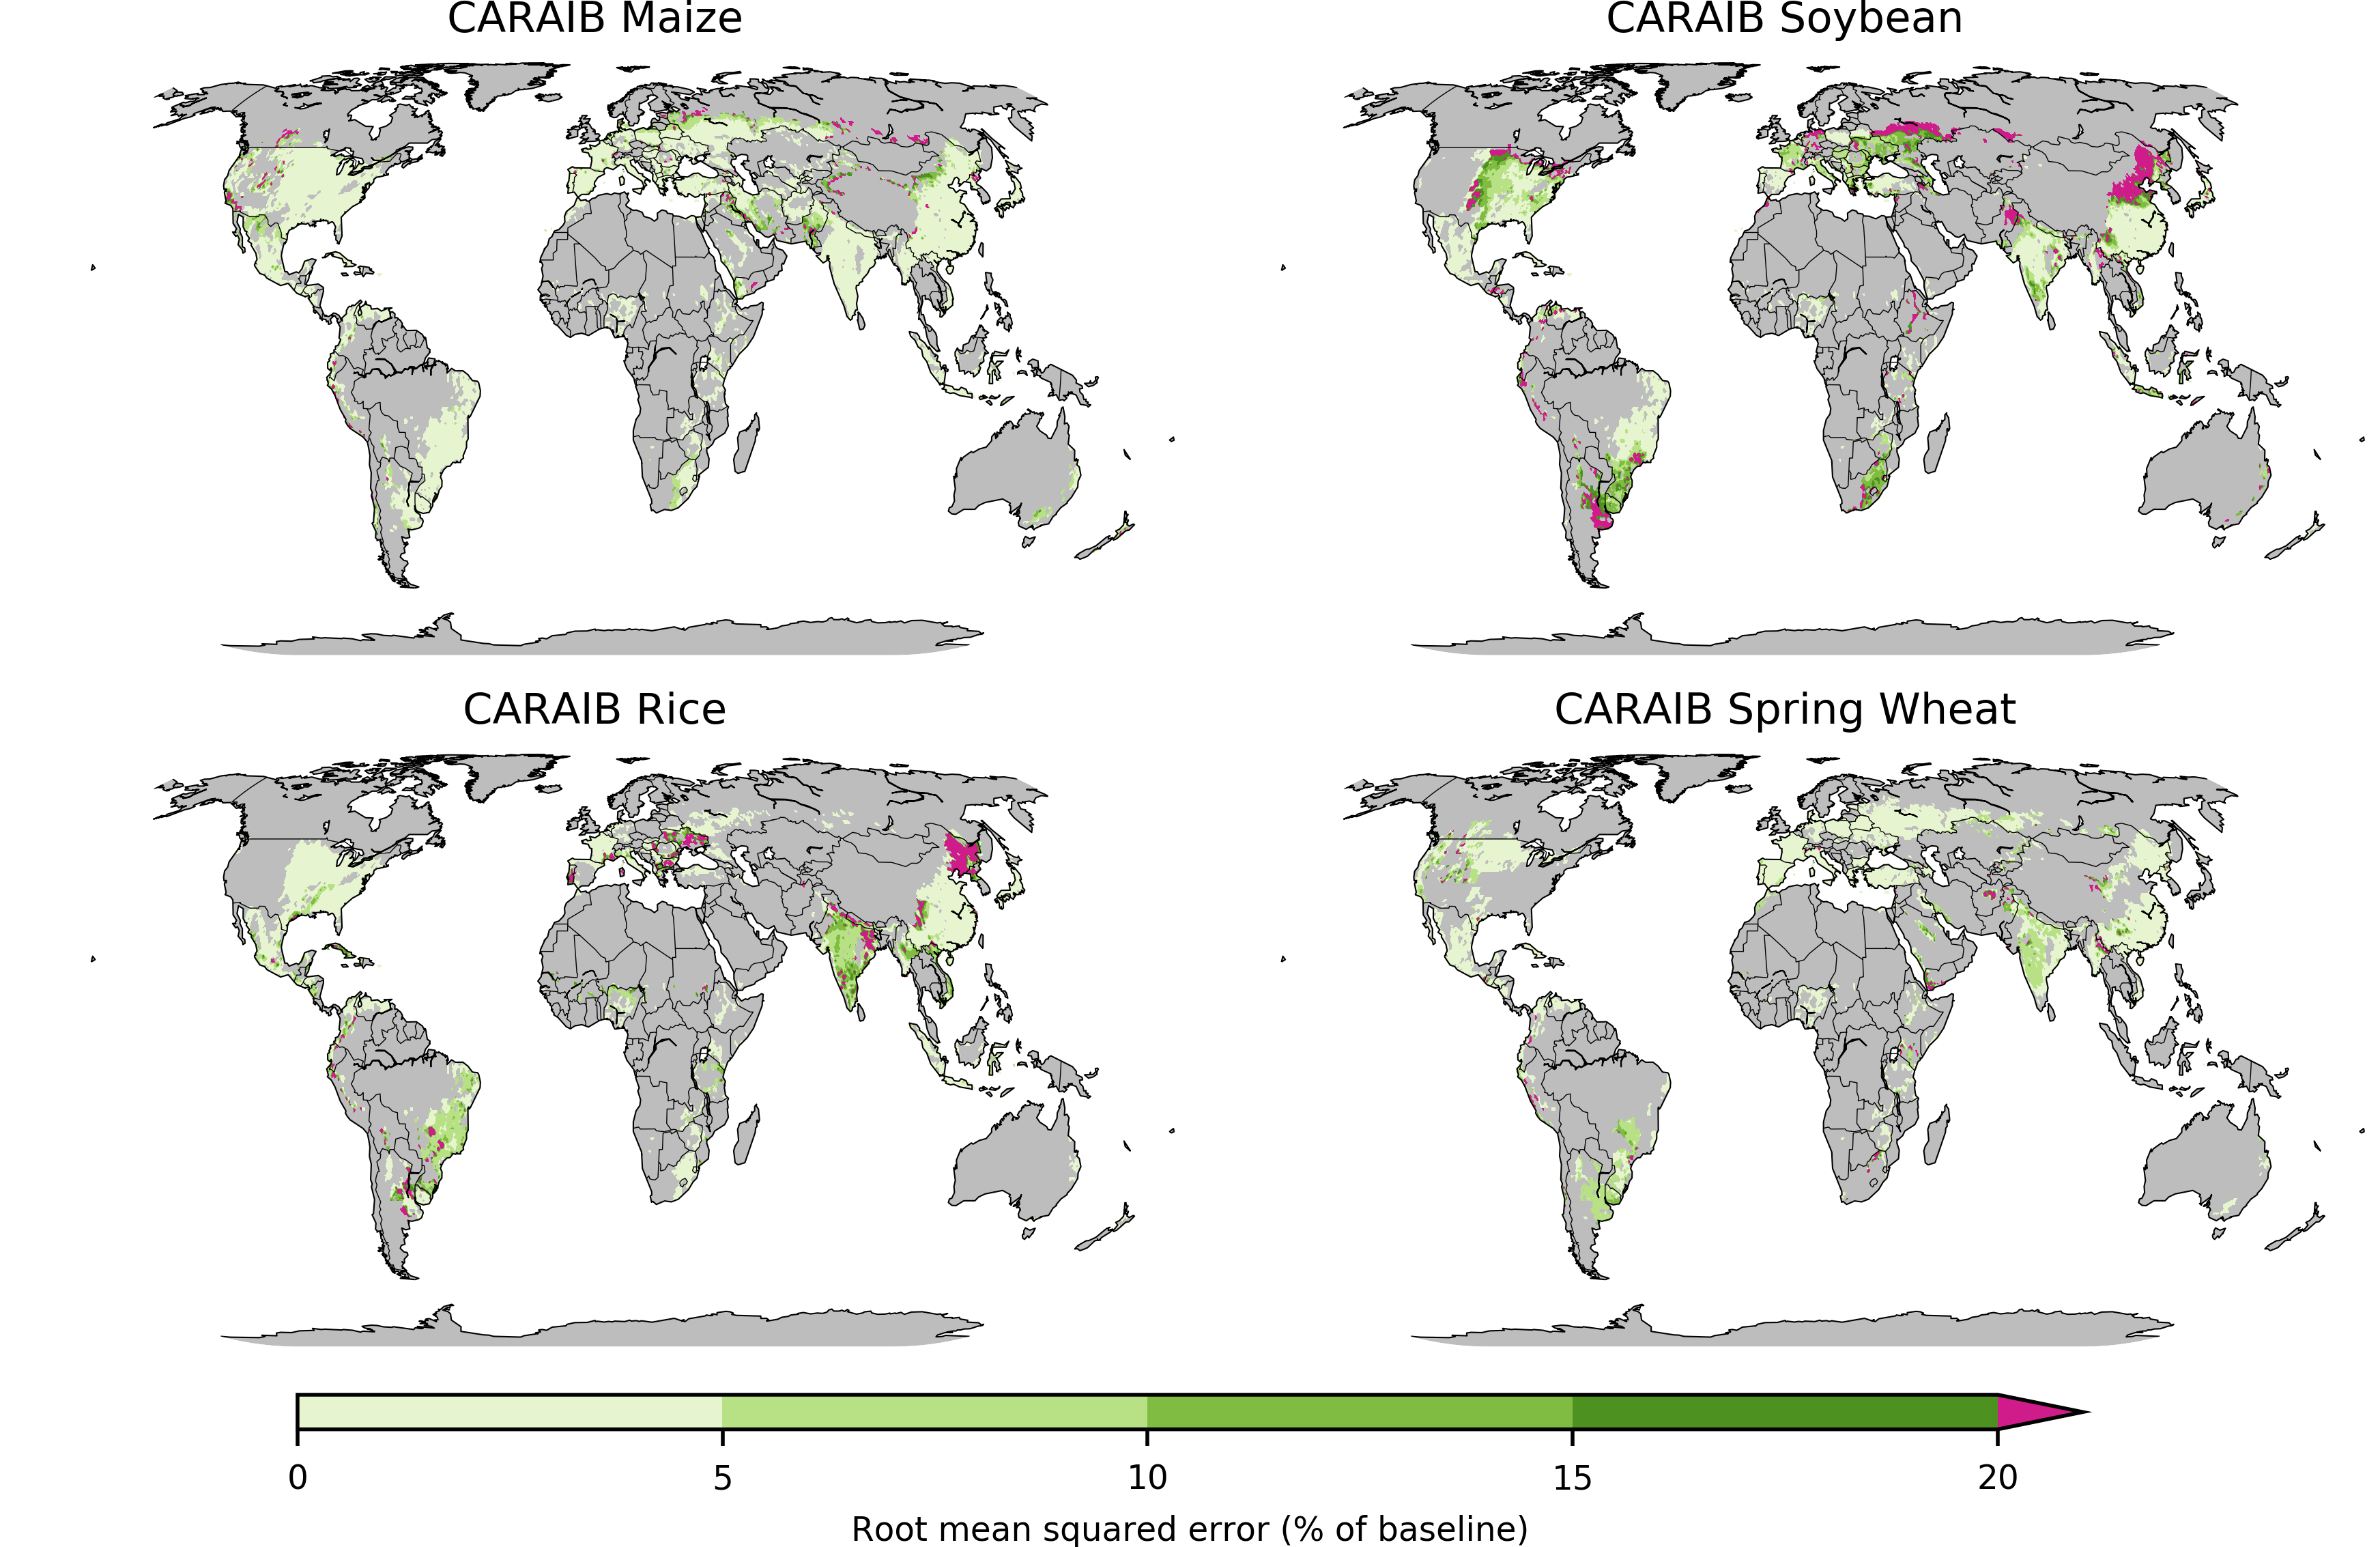 CARAIB Maize
CARAIB Soybean
CARAIB Rice
CARAIB Spring Wheat
0 5 10 15 20
Root mean squared error (% of baseline)